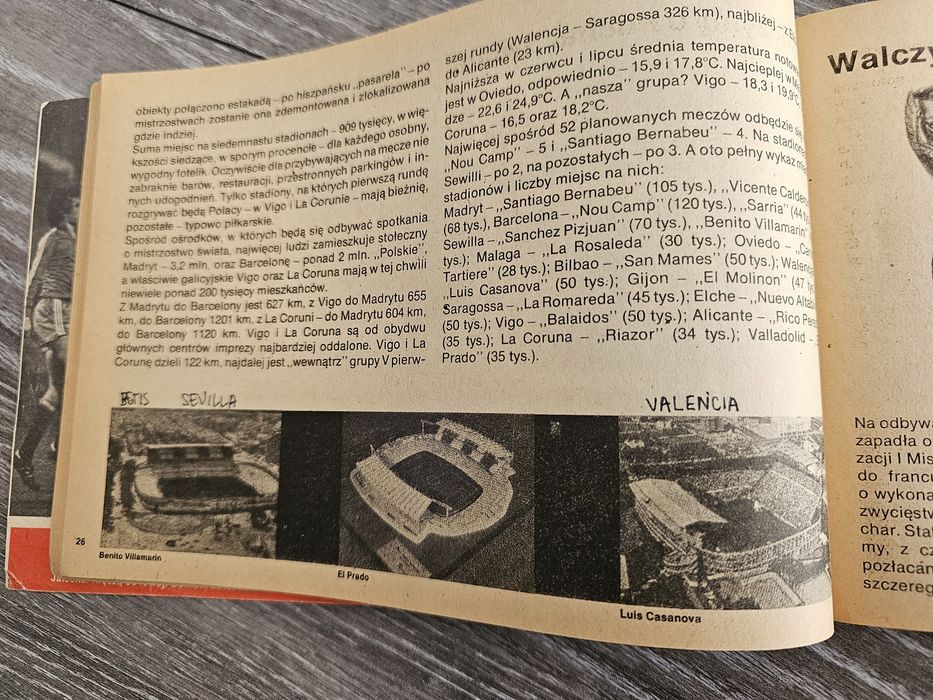 obiekty połączono estakadą – po hiszpańsku „pasarela” – po
mistrzostwach zostanie ona zdemontowana i zlokalizowana
gdzie indziej.
Suma miejsc na siedemnastu stadionach – 909 tysięcy, w wię-
kszości siedzące, w sporym procencie – dla każdego osobny,
wygodny fotelik. Oczywiście dla przybywających na mecze nie
zabraknie barów, restauracji, przestronnych parkingów i in-
nych udogodnień. Tylko stadiony, na których pierwszą rundę
rozgrywać będą Polacy – w Vigo i La Corunie – mają bieżnię,
pozostałe – typowo piłkarskie.
Spośród ośrodków, w których będą się odbywać spotkania
o mistrzostwo świata, najwięcej ludzi zamieszkuje stołeczny
Madryt – 3,2 mln. oraz Barcelonę – ponad 2 mln. „Polskie”,
a właściwie galicyjskie Vigo oraz La Coruna mają w tej chwili
niewiele ponad 200 tysięcy mieszkańców.
Z Madrytu do Barcelony jest 627 km, z Vigo do Madrytu 655
km, do Barcelony 1201 km, z La Coruni – do Madrytu 604 km,
do Barcelony 1120 km. Vigo i La Coruna są od obydwu
głównych centrów imprezy najbardziej oddalone. Vigo i La
Corunę dzieli 122 km, najdalej jest „wewnątrz” grupy V pierw-
szej rundy (Walencja – Saragossa 326 km), najbliżej – z
do Alicante (23 km).
Najniższa w czerwcu i lipcu średnia temperatura
jest w Oviedo, odpowiednio – 15,9 i 17,8°C. Najcieplej w
dze – 22,6 i 24,9°C. A „nasza” grupa? Vigo – 18,3 i 19,9°C,
Coruna – 16,5 oraz 18,2°C.
Najwięcej spośród 52 planowanych meczów odbędzie się
„Nou Camp” – 5 i „Santiago Bernabeu” – 4. Na
Sewilli – po 2, na pozostałych – po 3. A oto pełny wykaz
stadionów i liczby miejsc na nich:
Madryt – „Santiago Bernabeu” (105 tys.), „Vicente
(68 tys.), Barcelona – „Nou Camp” (120 tys.), „Sarria” (44
Sewilla – „Sanchez Pizjuan” (70 tys.), „Benito Villamarin”
tys.); Malaga – „La Rosaleda” (30 tys.); Oviedo –
Tartiere” (28 tys.); Bilbao – „San Mames” (50 tys.);
„Luis Casanova” (50 tys.); Gijon – „El Molinon” (47
Saragossa – „La Romareda” (45 tys.); Elche – „Nuevo
(50 tys.); Vigo – „Balaidos” (50 tys.); Alicante – „Rico
(35 tys.); La Coruna – „Riazor” (34 tys.); Valladolid –
Prado” (35 tys.).
BETIS SEVILLA
VALENCIA
26
Benito Villamarin
El Prado
Luis Casanova
Na
zapadła
zacji I
do
o
char.
my; z